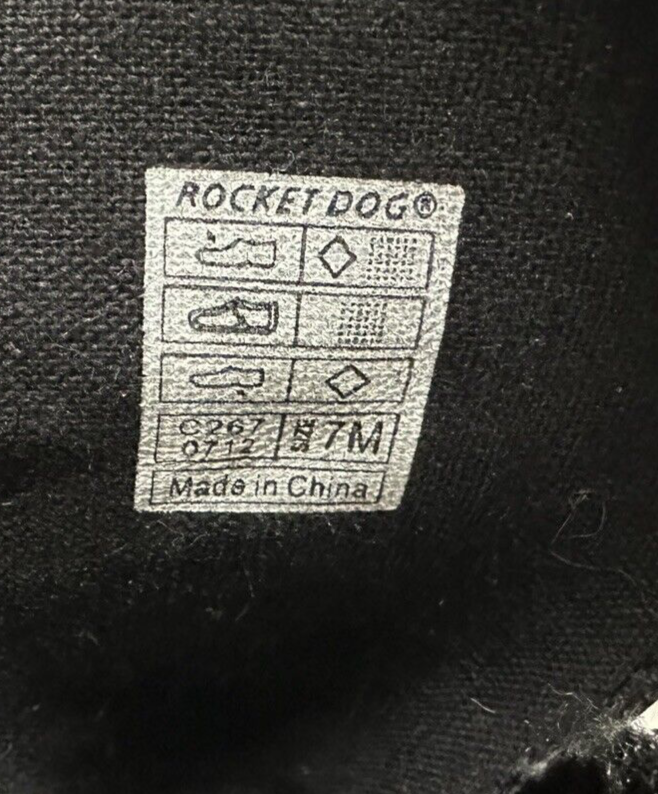 ROCKET DOG®
C267
0712
SIZE 7M
Made in China